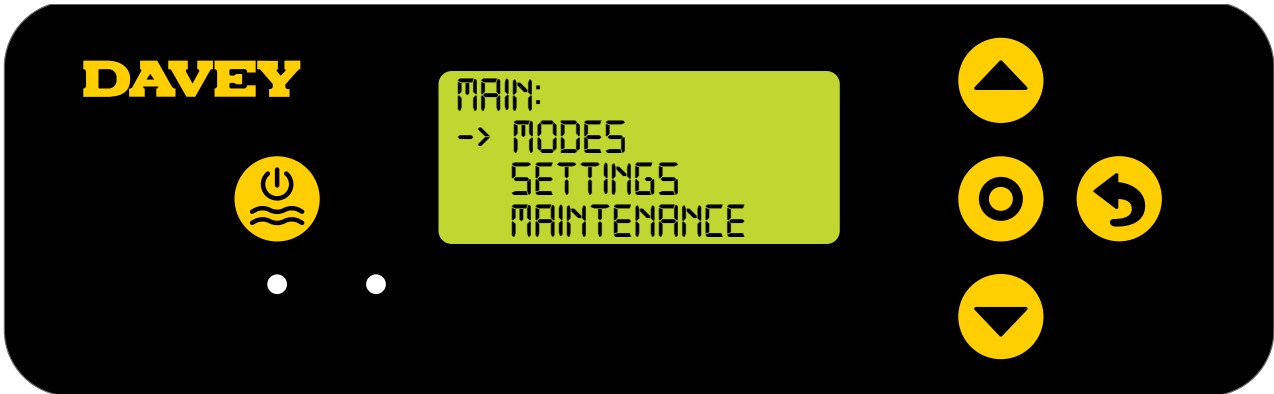 DAVEY
MAIN:
-> MODES
SETTINGS
MAINTENANCE